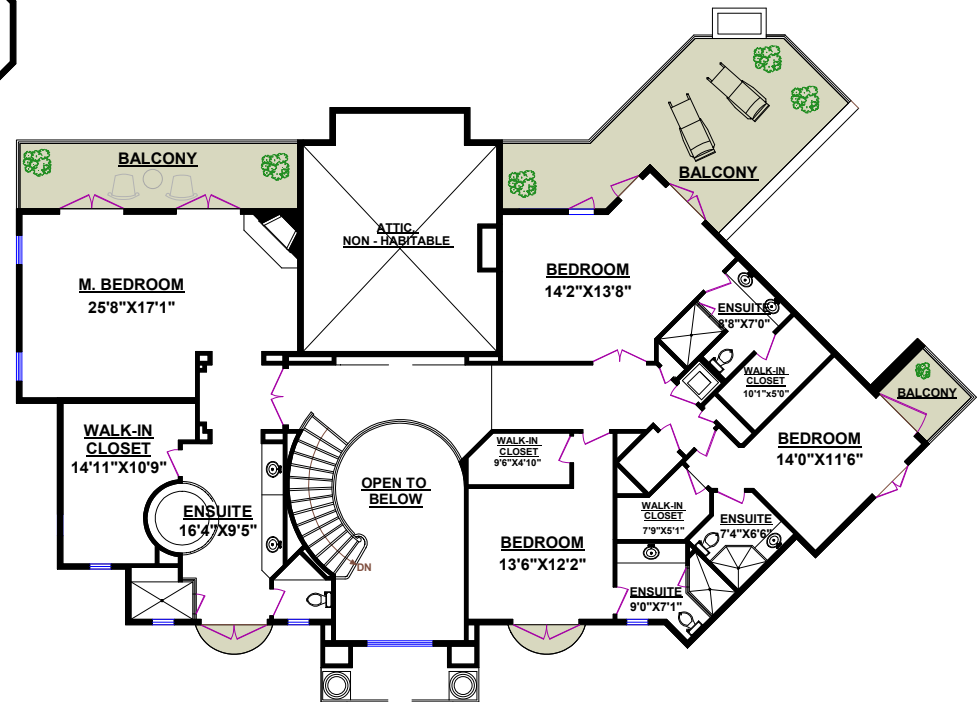 BALCONY
BALCONY
ATTIC
NON - HABITABLE
M. BEDROOM
25'8"X17'1"
BEDROOM
14'2"X13'8"
ENSUITE
8'8"X7'0"
WALK-IN
CLOSET
10'1"x5'0"
BALCONY
WALK-IN
CLOSET
14'11"X10'9"
WALK-IN
CLOSET
9'6"X4'10"
BEDROOM
14'0"X11'6"
OPEN TO
BELOW
ENSUITE
16'4"X9'5"
WALK-IN
CLOSET
7'9"X5'1"
ENSUITE
7'4"X6'6"
BEDROOM
13'6"X12'2"
DN
ENSUITE
9'0"X7'1"